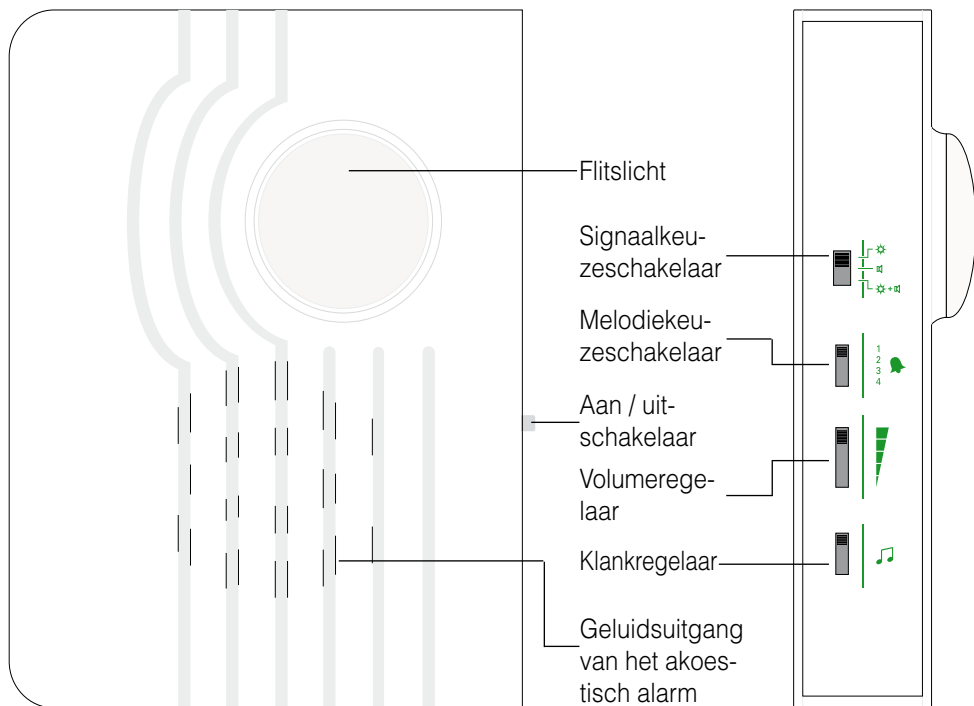 Flitslicht
Signaalkeu-
zeschakelaar
Melodiekeu-
zeschakelaar
Aan / uit-
schakelaar
Volumerege-
laar
Klankregelaar
Geluidsuitgang
van het akoes-
tisch alarm
+
1
2
3
4